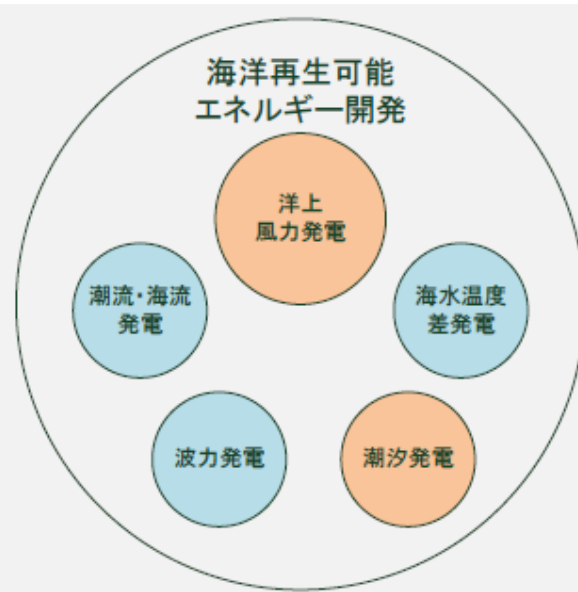 海洋再生可能
エネルギー開発
洋上
風力発電
潮流・海流
発電
海水温度
差発電
波力発電
潮汐発電